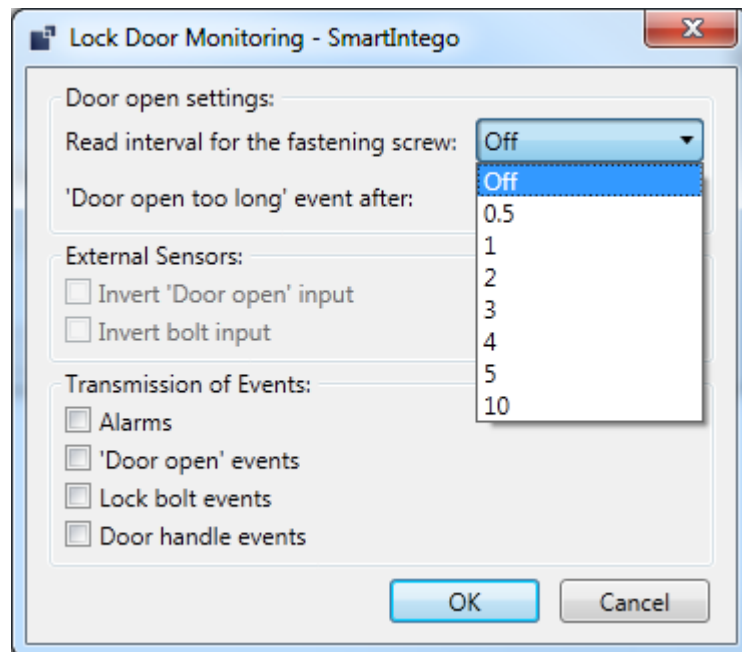 Lock Door Monitoring - SmartIntego
Door open settings:
Read interval for the fastening screw: Off
Off
'Door open too long' event after:
0.5
1
2
3
4
5
10
External Sensors:
Invert 'Door open' input
Invert bolt input
Transmission of Events:
Alarms
'Door open' events
Lock bolt events
Door handle events
OK Cancel